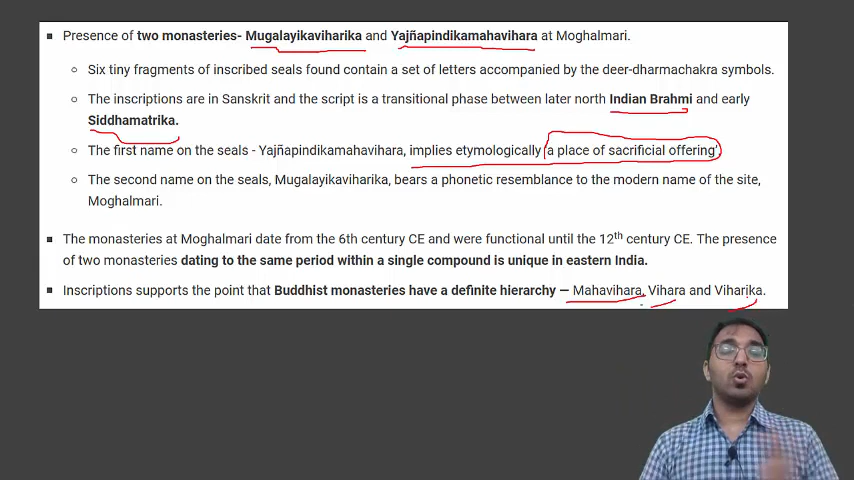 Presence of two monasteries- Mugalayikaviharika and Yajñapindikamahavihara at Moghalmari.
Six tiny fragments of inscribed seals found contain a set of letters accompanied by the deer-dharmachakra symbols.
The inscriptions are in Sanskrit and the script is a transitional phase between later north Indian Brahmi and early
Siddhamatrika.
The first name on the seals - Yajñapindikamahavihara, implies etymologically 'a place of sacrificial offering'
The second name on the seals, Mugalayikaviharika, bears a phonetic resemblance to the modern name of the site,
Moghalmari.
The monasteries at Moghalmari date from the 6th century CE and were functional until the 12th century CE. The presence
of two monasteries dating to the same period within a single compound is unique in eastern India.
Inscriptions supports the point that Buddhist monasteries have a definite hierarchy — Mahavihara, Vihara and Viharika.